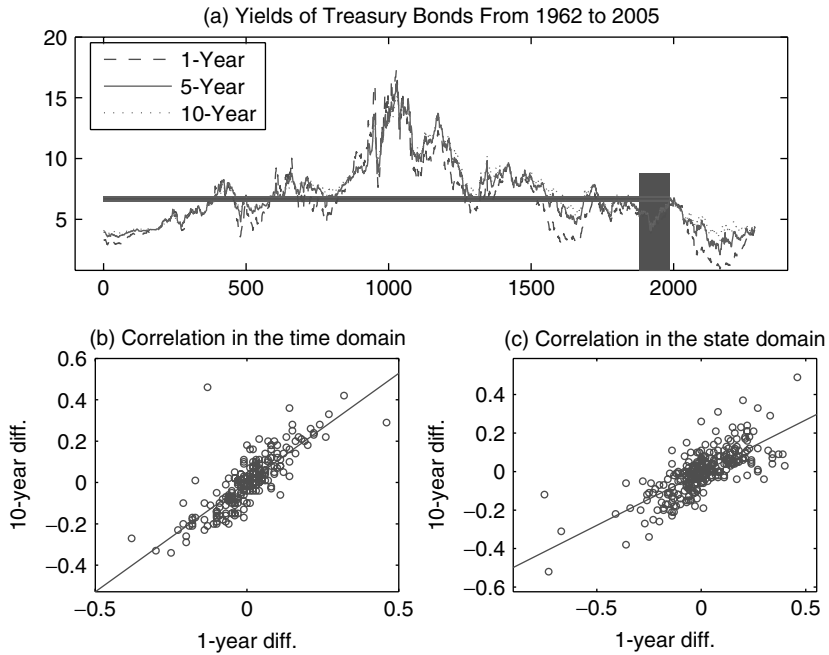 (a) Yields of Treasury Bonds From 1962 to 2005
20
15
10
5
1-Year
5-Year
10-Year
0 500 1000 1500 2000
(b) Correlation in the time domain
0.6
0.4
0.2
0
−0.2
−0.4
10-year diff.
−0.5 0 0.5
1-year diff.
(c) Correlation in the state domain
0.4
0.2
0
−0.2
−0.4
−0.6
10-year diff.
−0.5 0 0.5
1-year diff.